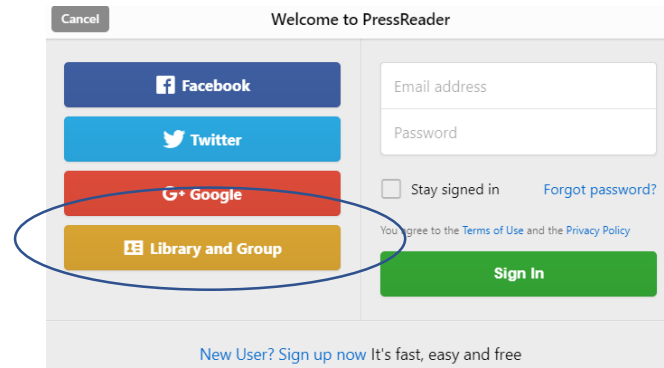 Cancel
Welcome to PressReader
Facebook
Twitter
G+ Google
Library and Group
Email address
Password
Stay signed in
Forgot password?
You agree to the Terms of Use and the Privacy Policy
Sign In
New User? Sign up now It's fast, easy and free